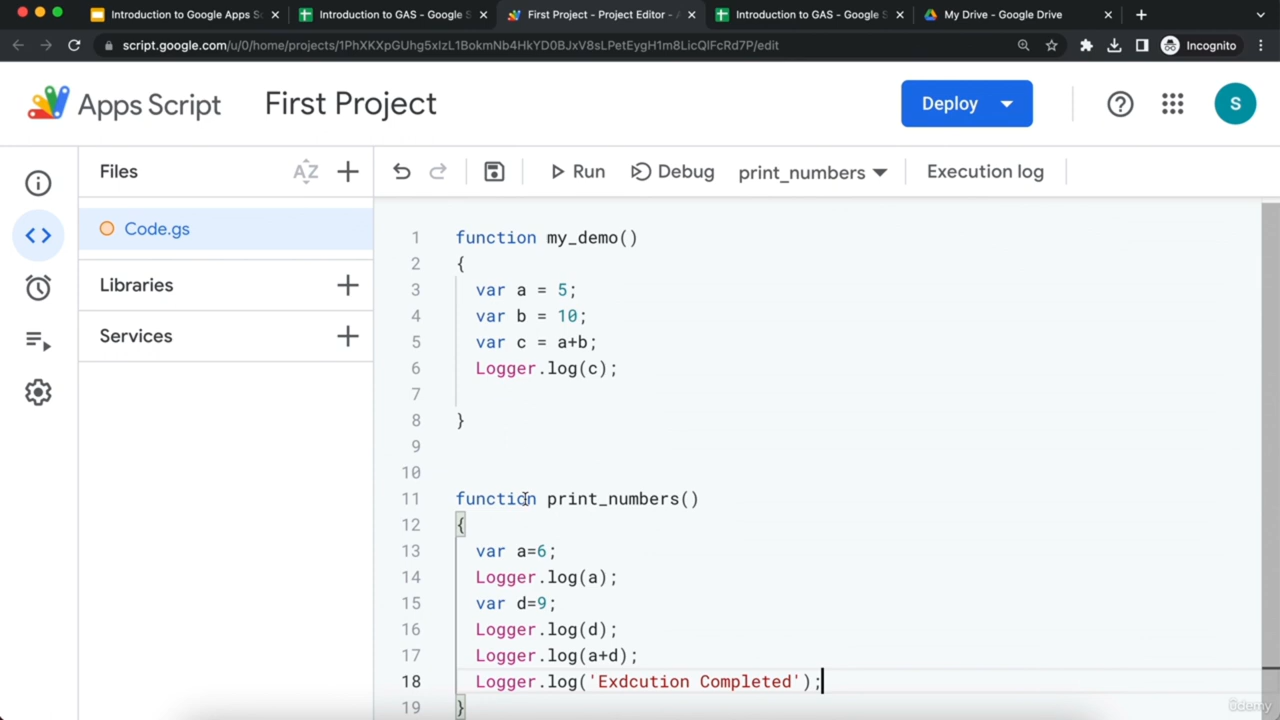 Introduction to Google Apps Sc
Introduction to GAS - Google S
First Project - Project Editor - A
Introduction to GAS - Google S
My Drive - Google Drive
script.google.com/u/0/home/projects/1PhXKXpGUhg5xIzL1BokmNb4HkYD0BJxV8sLPetEygH1m8LicQlFcRd7P/edit
Incognito
Apps Script
First Project
Deploy
S
Files
AZ
Run
Debug
print_numbers
Execution log
Code.gs
Libraries
Services
1 function my_demo()
2 {
3 var a = 5;
4 var b = 10;
5 var c = a+b;
6 Logger.log(c);
7
8 }
9
10
11 function print_numbers()
12 {
13 var a=6;
14 Logger.log(a);
15 var d=9;
16 Logger.log(d);
17 Logger.log(a+d);
18 Logger.log('Exdcution Completed');
19 }
ûdemy